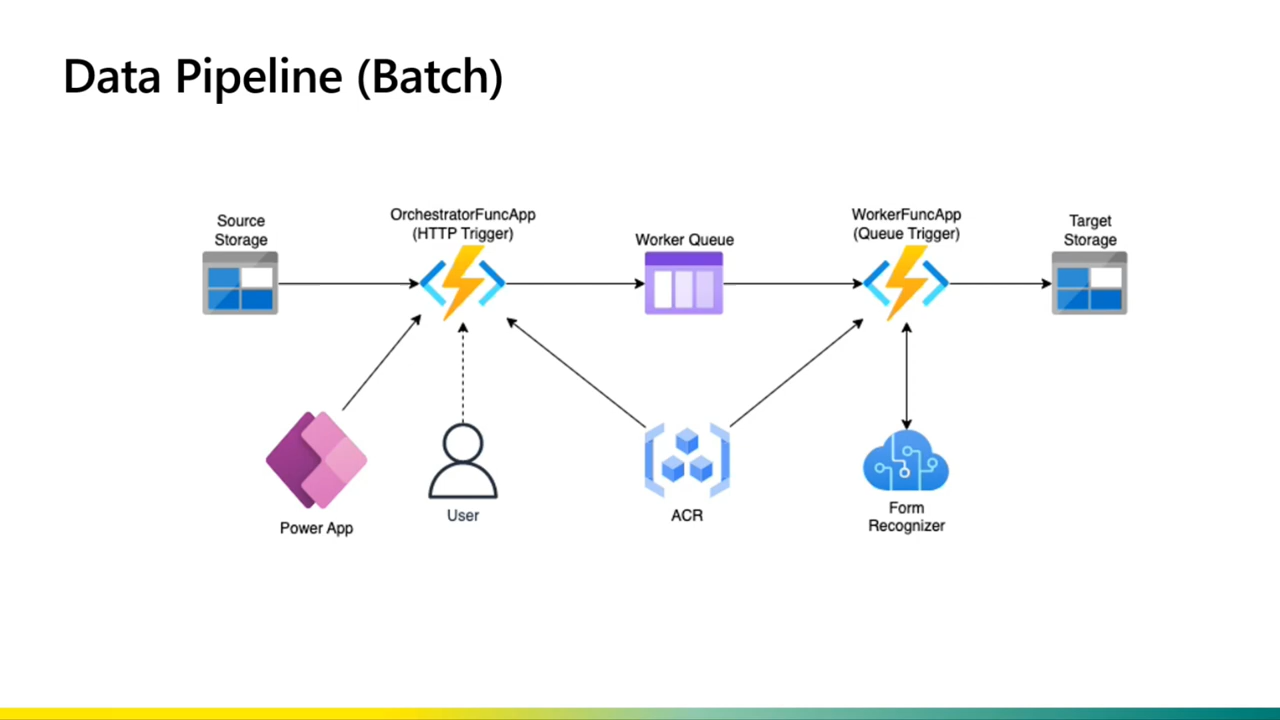 Data Pipeline (Batch)
Source
Storage
OrchestratorFuncApp
(HTTP Trigger)
Worker Queue
WorkerFuncApp
(Queue Trigger)
Target
Storage
Power App
User
ACR
Form
Recognizer